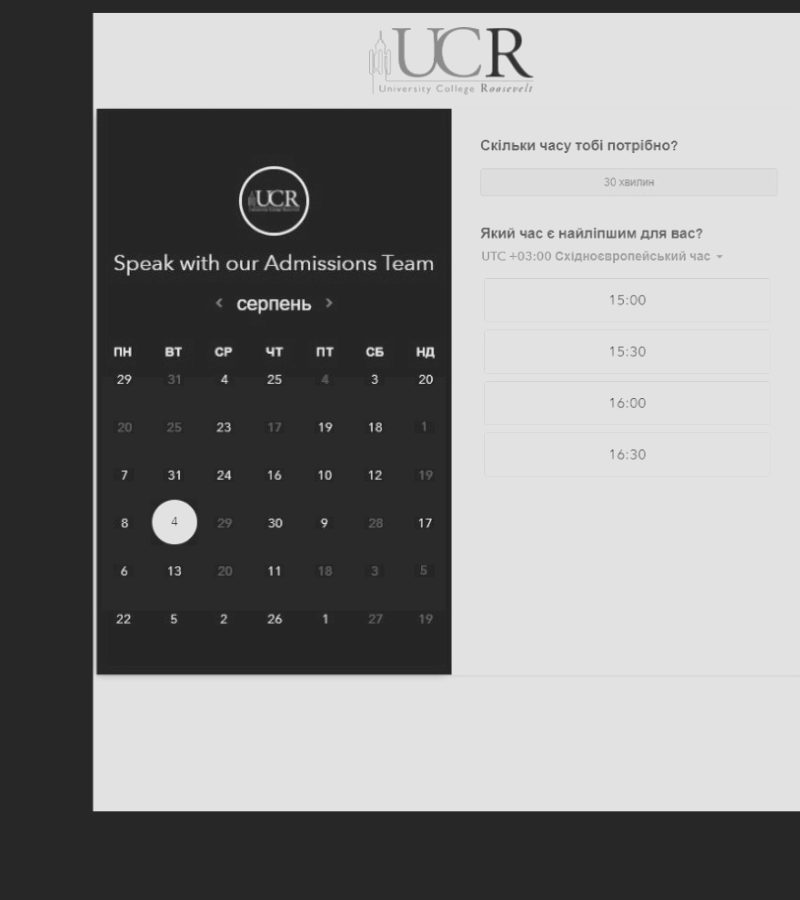 UCR
University College Roosevelt
UCR
Speak with our Admissions Team
серпень
ПН ВТ СР ЧТ ПТ СБ НД
29 31 4 25 4 3 20
20 25 23 17 19 18 1
7 31 24 16 10 12 19
8 4 29 30 9 28 17
6 13 20 11 18 3 5
22 5 2 26 1 27 19
Скільки часу тобі потрібно?
30 хвилин
Який час є найліпшим для вас?
UTC +03:00 Східноєвропейський час
15:00
15:30
16:00
16:30